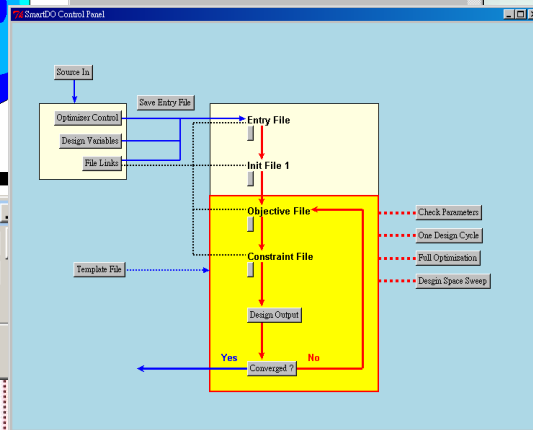 SmartDO Control Panel
Source In
Save Entry File
Optimizer Control
Design Variables
File Links
Entry File
Init File 1
Objective File
Check Parameters
One Design Cycle
Constraint File
Full Optimization
Template File
Desgin Space Sweep
Design Output
Yes
No
Converged ?